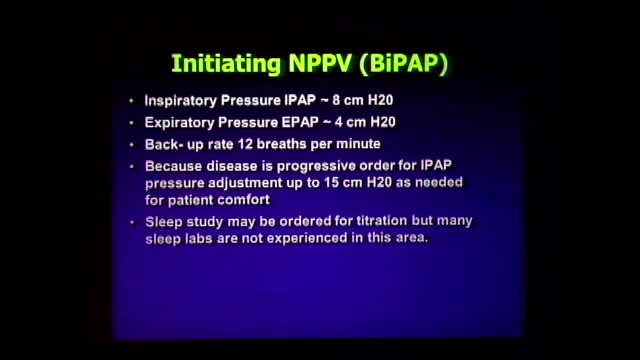 Initiating NPPV (BiPAP)
• Inspiratory Pressure IPAP ~ 8 cm H20
• Expiratory Pressure EPAP ~ 4 cm H20
• Back- up rate 12 breaths per minute
• Because disease is progressive order for IPAP
pressure adjustment up to 15 cm H20 as needed
for patient comfort
• Sleep study may be ordered for titration but many
sleep labs are not experienced in this area.